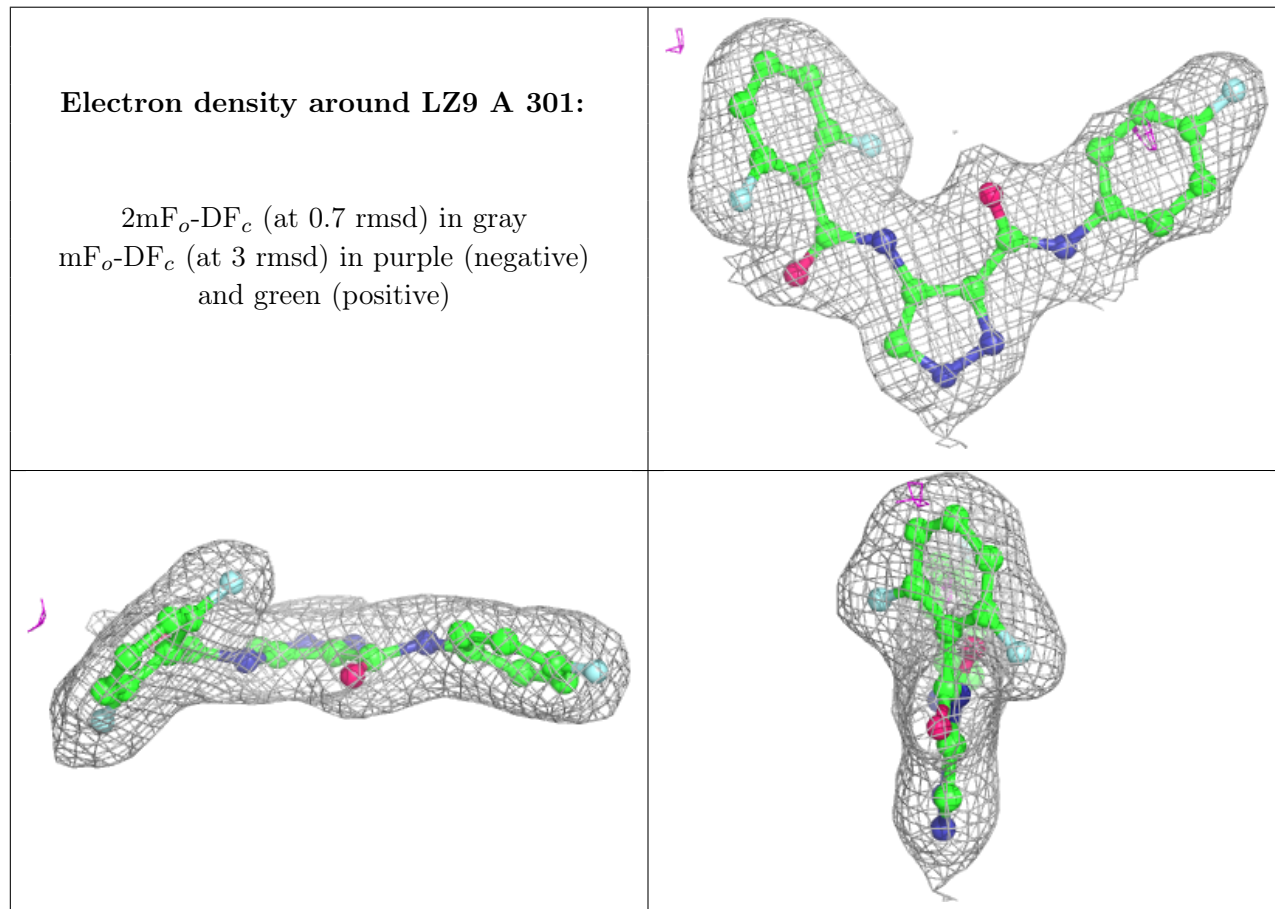 Electron density around LZ9 A 301:
2mFo-DFc (at 0.7 rmsd) in gray
mFo-DFc (at 3 rmsd) in purple (negative)
and green (positive)